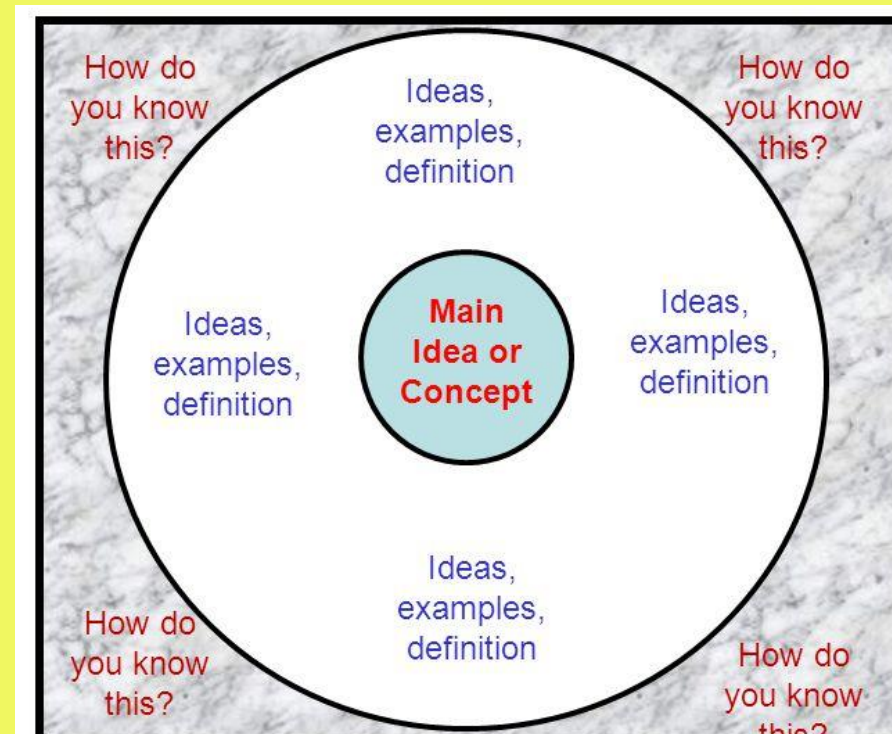 How do
you know
this?
Ideas,
examples,
definition
How do
you know
this?
Ideas,
examples,
definition
Main
Idea or
Concept
Ideas,
examples,
definition
Ideas,
examples,
definition
How do
you know
this?
How do
you know
this?